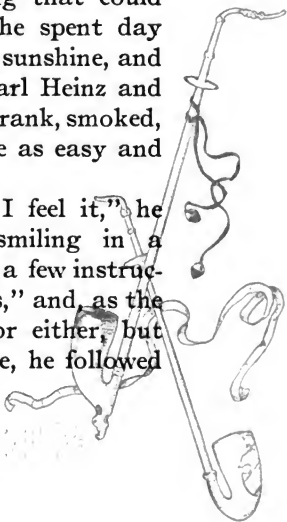 g that could
he spent day
sunshine, and
arl Heinz and
rank, smoked,
e as easy and
I feel it," he
smiling in a
a few instruc-
s," and, as the
or either, but
e, he followed